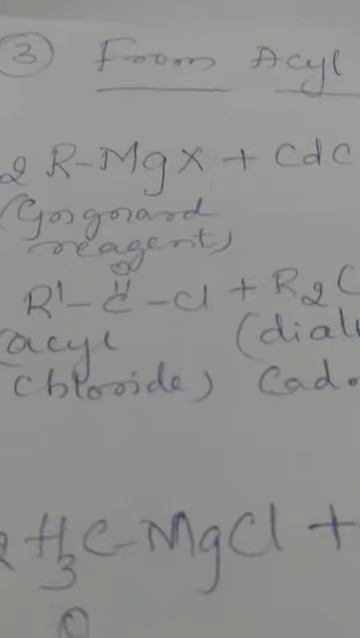 ③ From Acyl
2 R-MgX + CdC
(Grignard
reagent)
O
R'-C-Cl + R2C
(acyl (dial
chloride) Cad
2 H3C-MgCl +
O